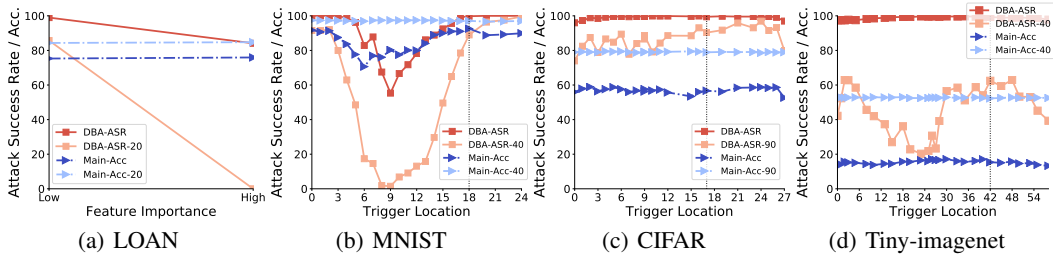 Attack Success Rate / Acc.
100
80
60
40
20
0
DBA-ASR
DBA-ASR-20
Main-Acc
Main-Acc-20
Low
High
Feature Importance
(a) LOAN
Attack Success Rate / Acc.
100
80
60
40
20
0
DBA-ASR
DBA-ASR-40
Main-Acc
Main-Acc-40
0 3 6 9 12 15 18 21 24
Trigger Location
(b) MNIST
Attack Success Rate / Acc.
100
80
60
40
20
0
DBA-ASR
DBA-ASR-90
Main-Acc
Main-Acc-90
0 3 6 9 12 15 18 21 24 27
Trigger Location
(c) CIFAR
Attack Success Rate / Acc.
100
80
60
40
20
0
DBA-ASR
DBA-ASR-40
Main-Acc
Main-Acc-40
0 6 12 18 24 30 36 42 48 54
Trigger Location
(d) Tiny-imagenet